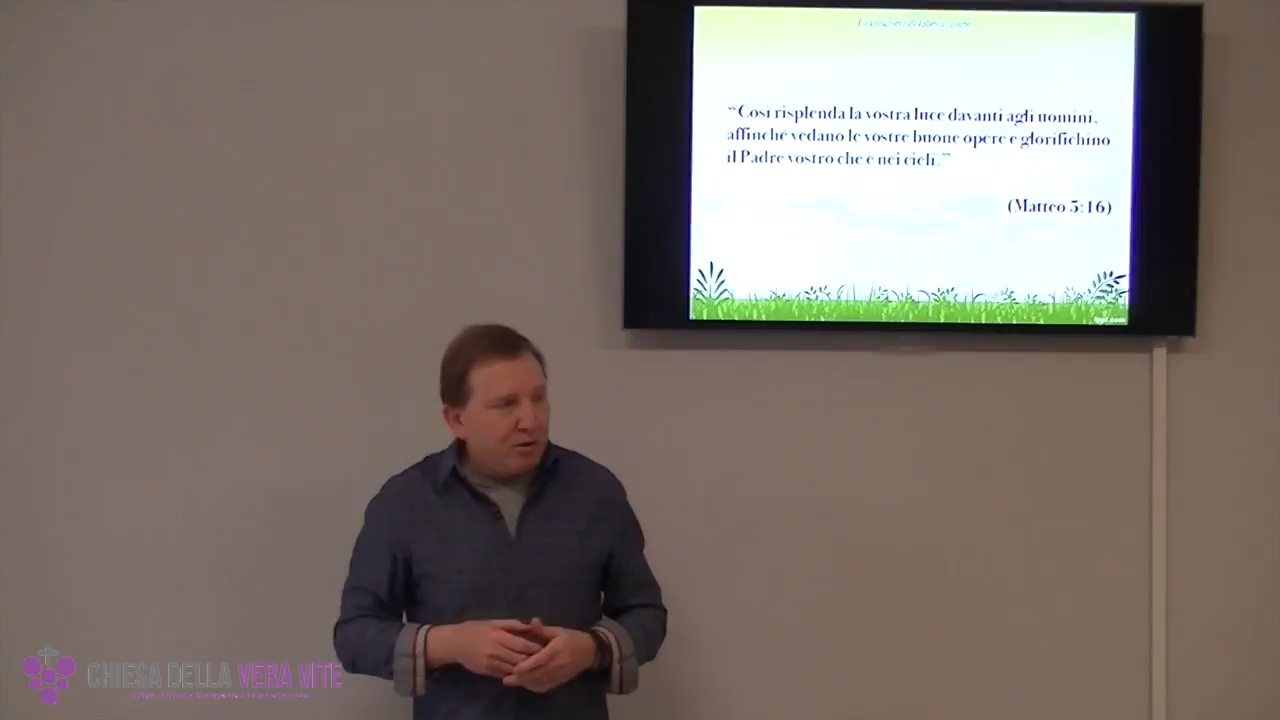 “Così risplenda la vostra luce davanti agli uomini,
affinché vedano le vostre buone opere e glorifichino
il Padre vostro che è nei cieli.”
(Matteo 5:16)
CHIESA DELLA VERA VITE